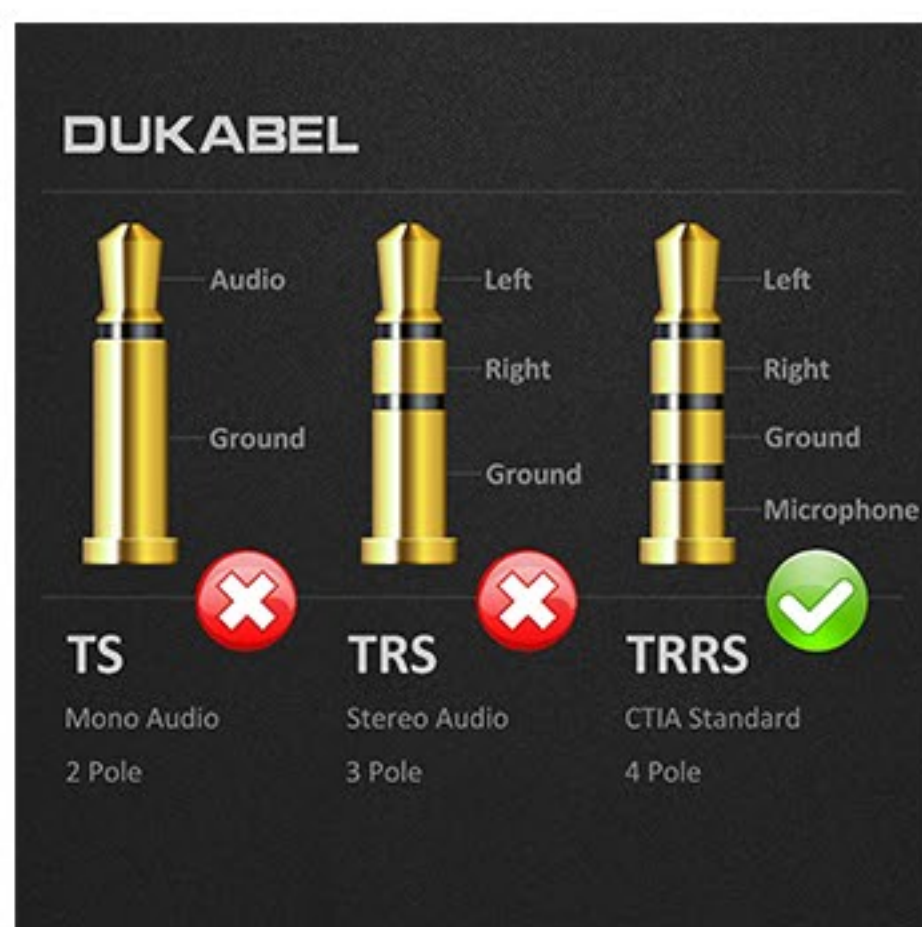 DUKABEL
Audio
Ground
TS
Mono Audio
2 Pole
Left
Right
Ground
TRS
Stereo Audio
3 Pole
Left
Right
Ground
Microphone
TRRS
CTIA Standard
4 Pole